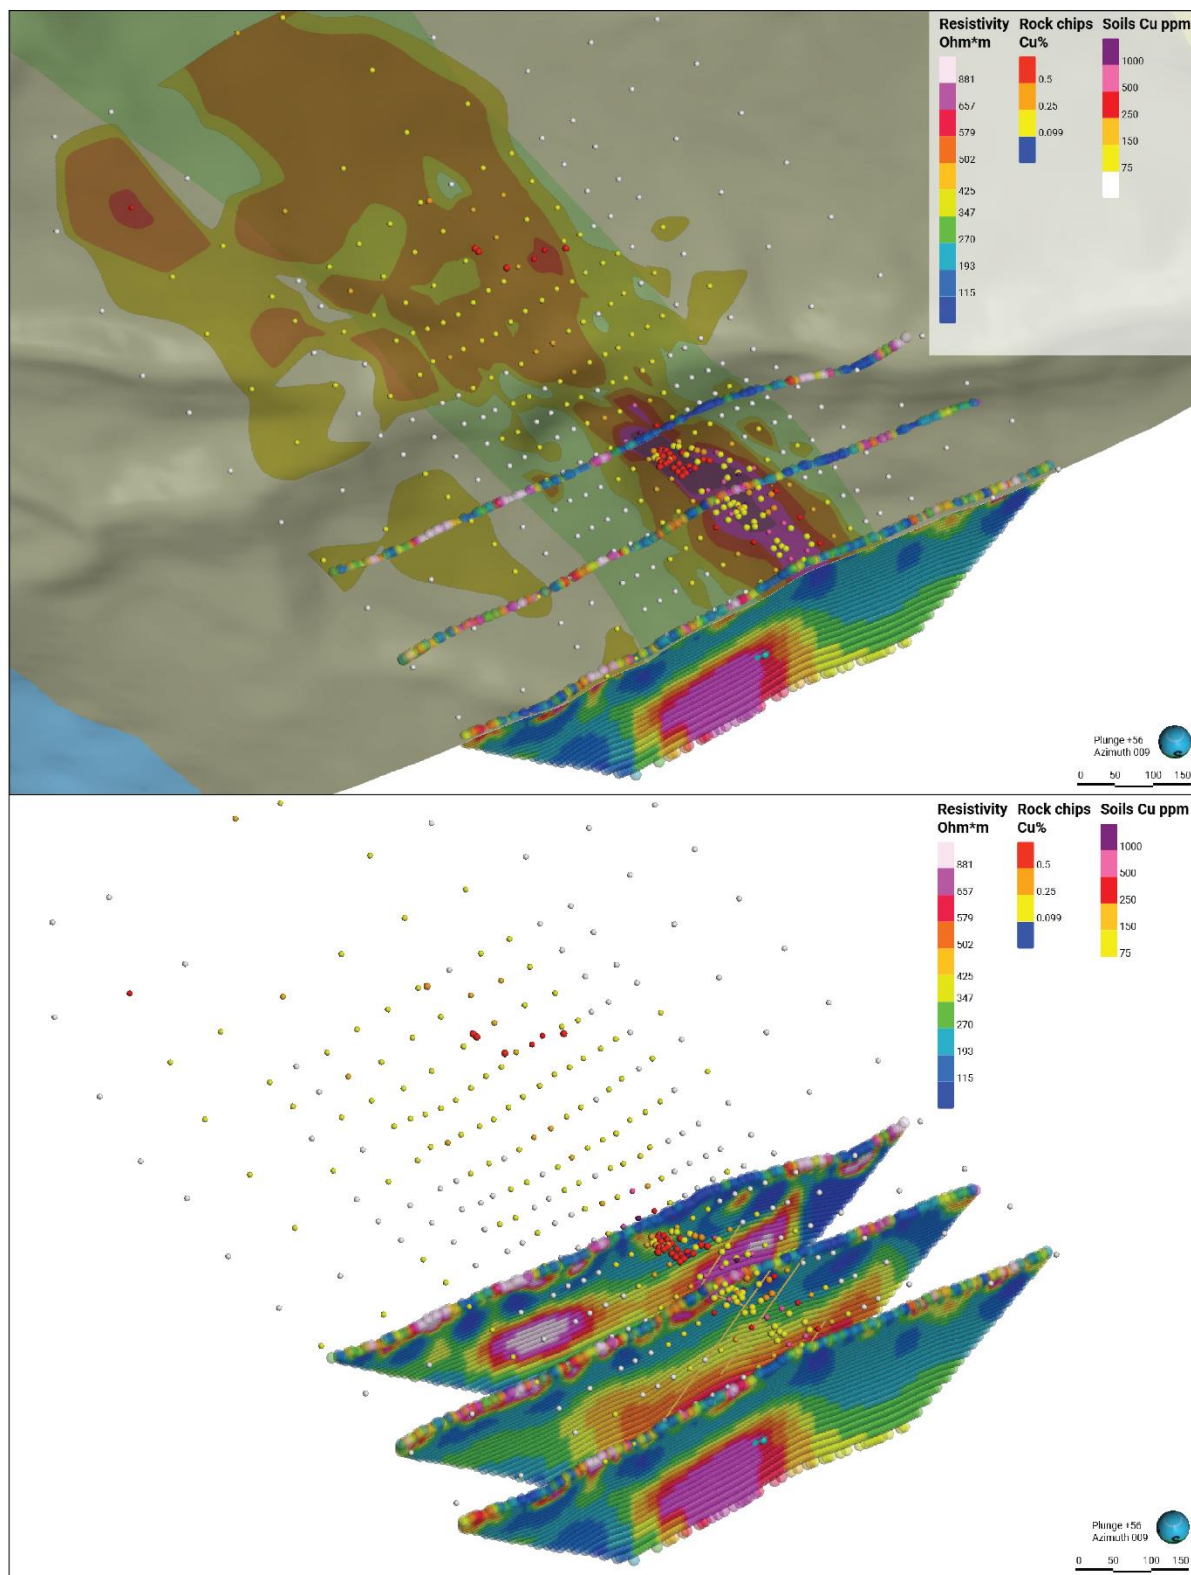 Resistivity Rock chips Soils Cu ppm
Ohm*m Cu%
881 0.5 1000
657 0.25 500
579 0.099 250
502 150
425 75
347
270
193
115
Plunge +56
Azimuth 009
0 50 100 150
Resistivity Rock chips Soils Cu ppm
Ohm*m Cu%
881 0.5 1000
657 0.25 500
579 0.099 250
502 150
425 75
347
270
193
115
Plunge +56
Azimuth 009
0 50 100 150